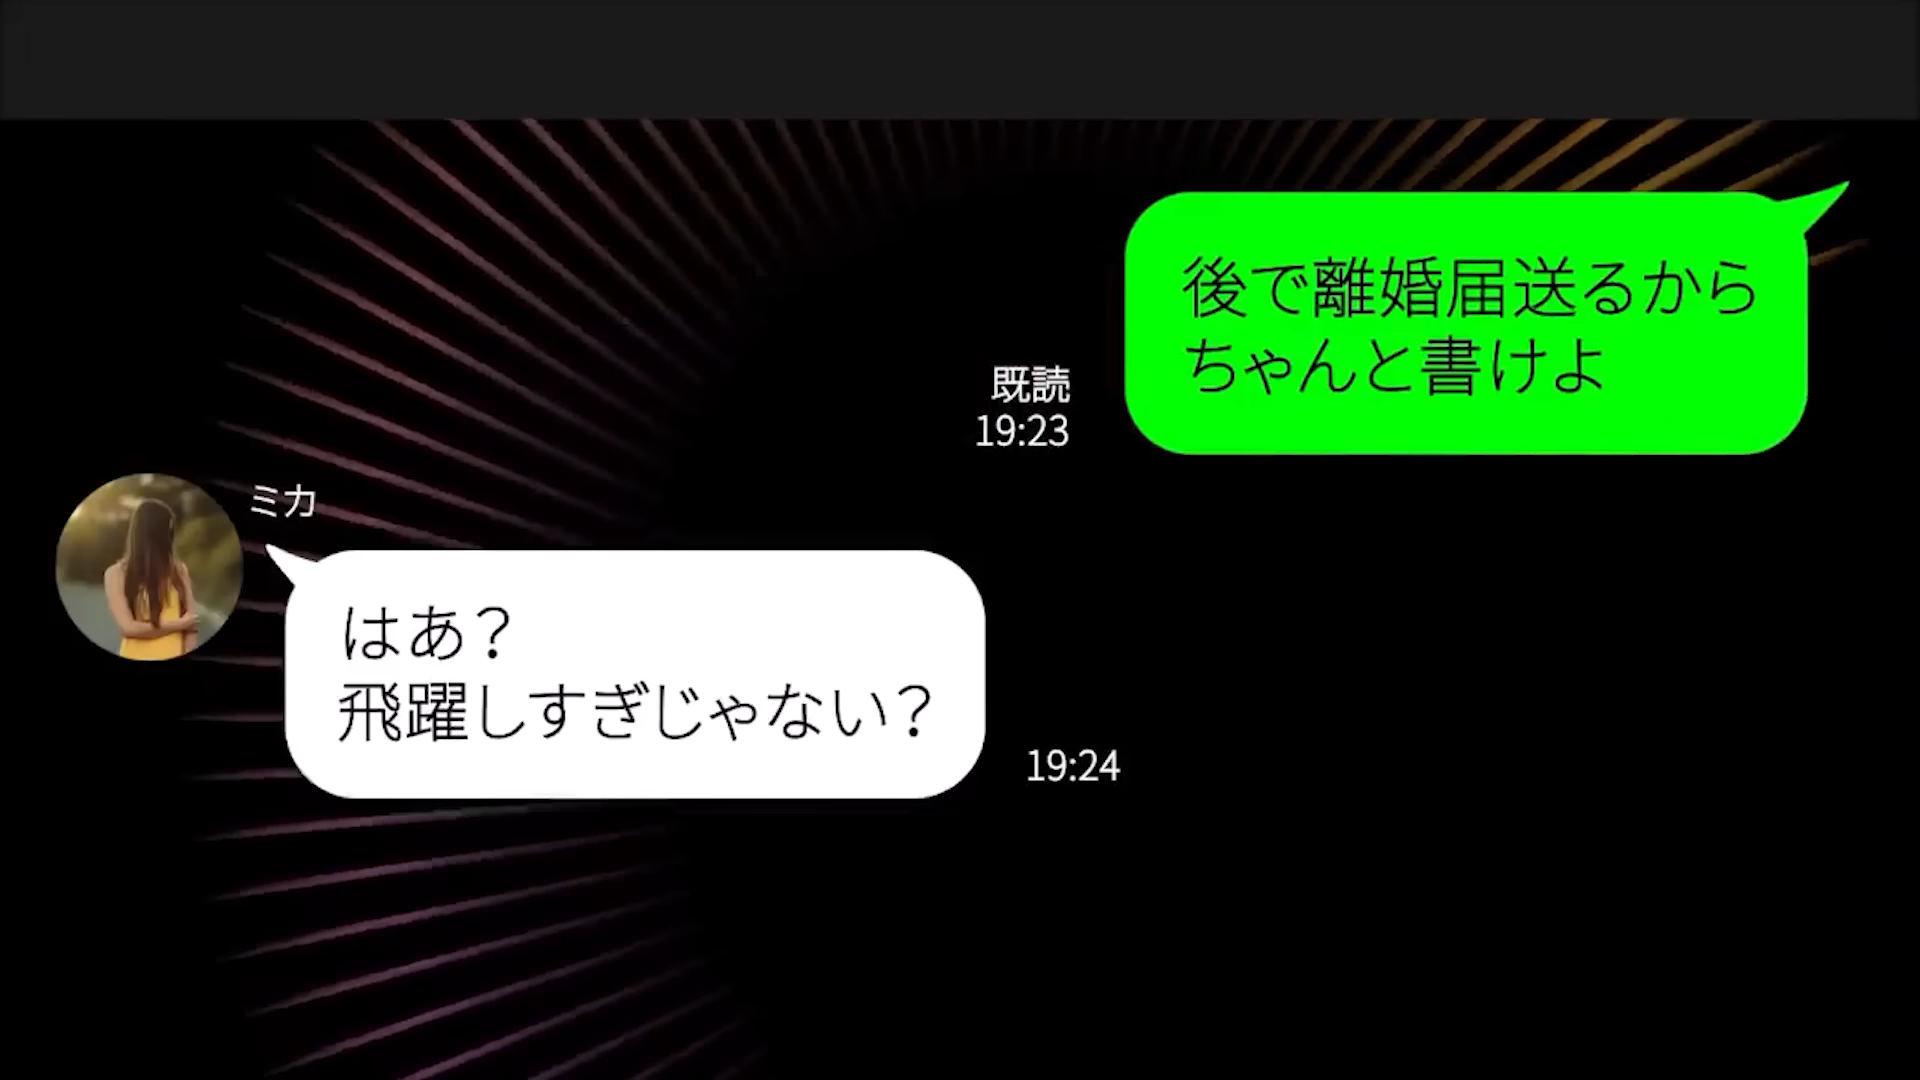 後で離婚届送るから
ちゃんと書けよ
既読
19:23
ミカ
はあ？
飛躍しすぎじゃない？
19:24